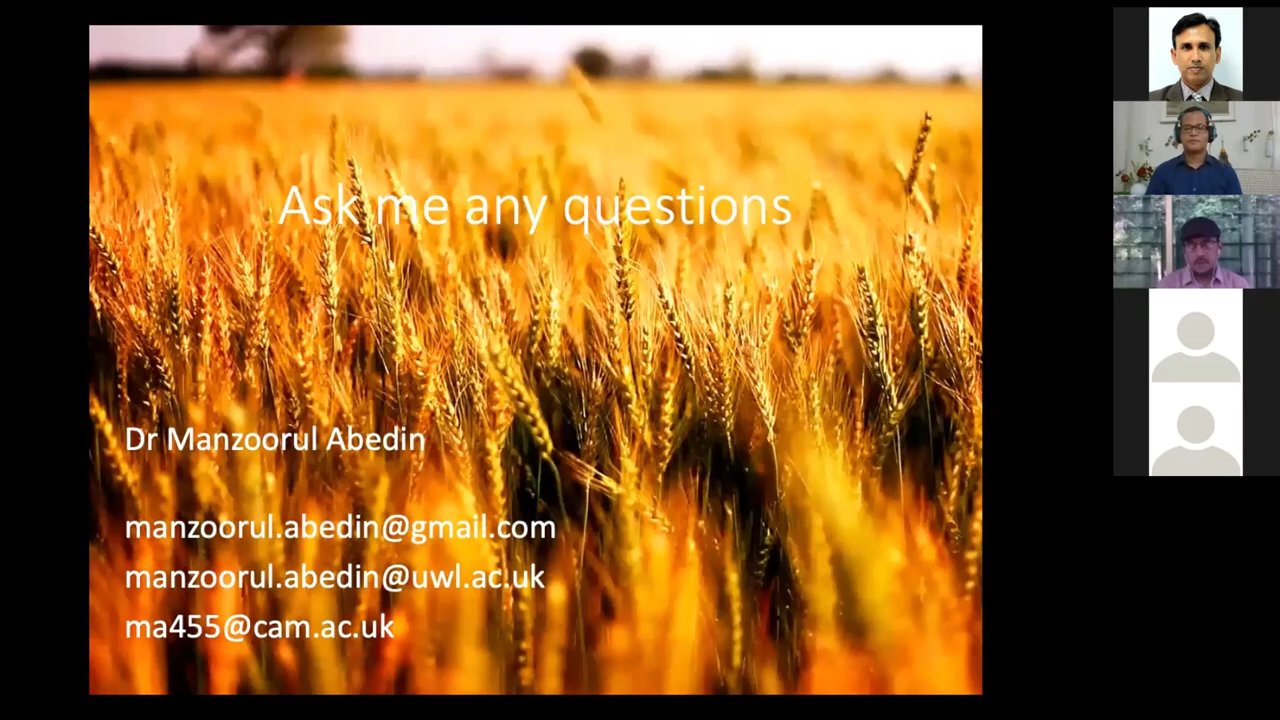 Ask me any questions
Dr Manzoorul Abedin
manzoorul.abedin@gmail.com
manzoorul.abedin@uwl.ac.uk
ma455@cam.ac.uk